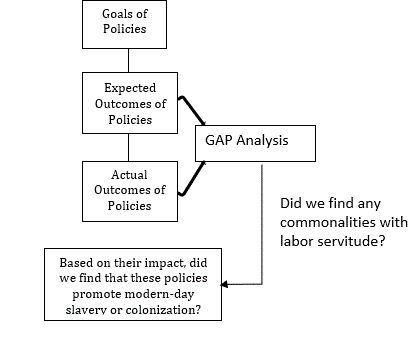 Goals of
Policies
Expected
Outcomes of
Policies
GAP Analysis
Actual
Outcomes of
Policies
Did we find any
commonalities with
labor servitude?
Based on their impact, did
we find that these policies
promote modern-day
slavery or colonization?